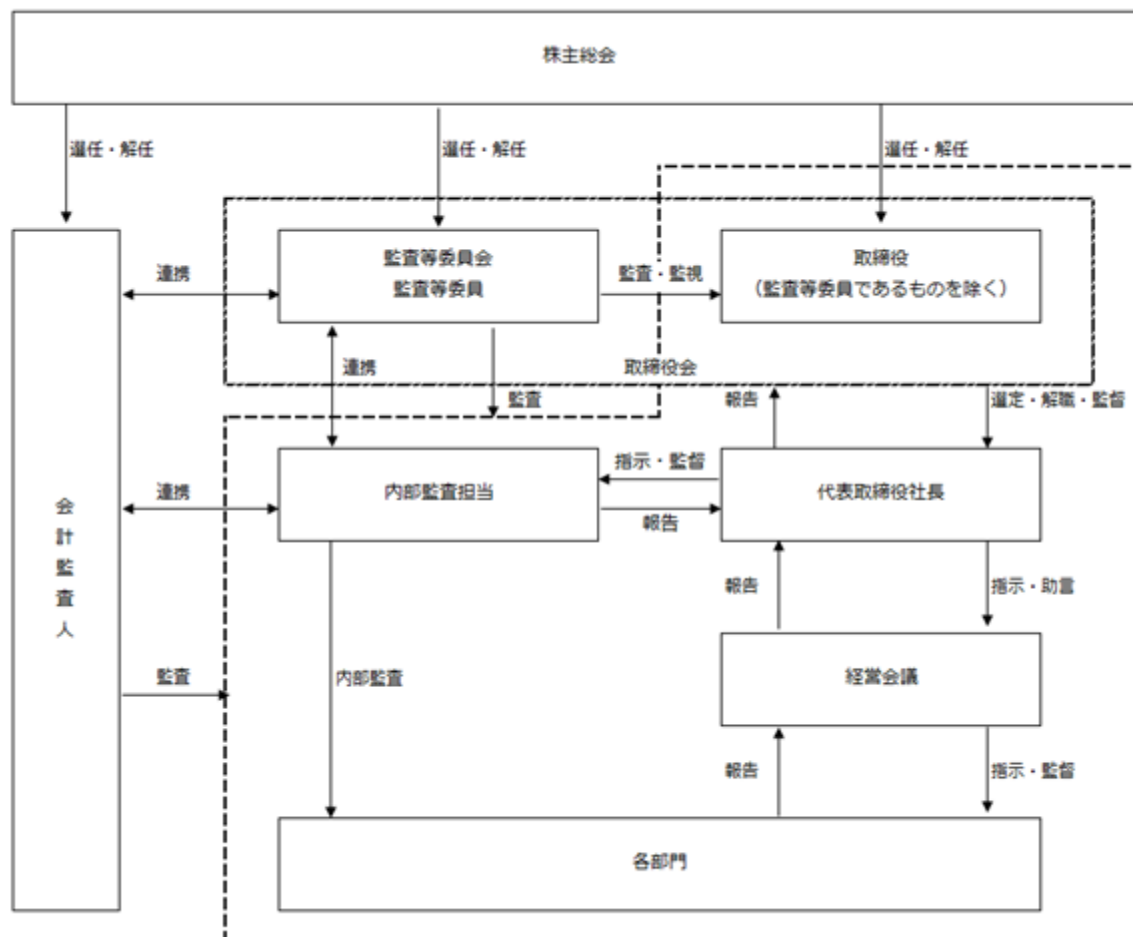 株主総会
選任・解任
選任・解任
選任・解任
監査等委員会
監査等委員
取締役
（監査等委員であるものを除く）
連携
監査・監視
連携
取締役会
監査
報告
選定・解職・監督
指示・監督
内部監査担当
代表取締役社長
連携
報告
会計監査人
報告
指示・助言
監査
内部監査
経営会議
報告
指示・監督
各部門